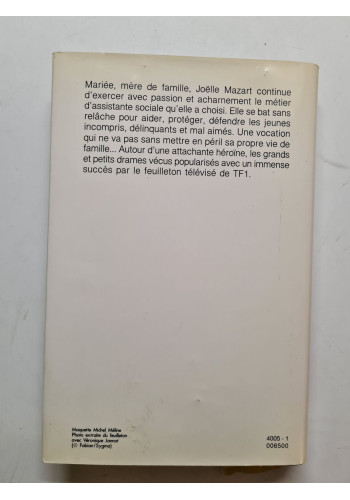 Mariée, mère de famille, Joëlle Mazart continue
d'exercer avec passion et acharnement le métier
d'assistante sociale qu'elle a choisi. Elle se bat sans
relâche pour aider, protéger, défendre les jeunes
incompris, délinquants et mal aimés. Une vocation
qui ne va pas sans mettre en péril sa propre vie de
famille... Autour d'une attachante héroïne, les grands
et petits drames vécus popularisés avec un immense
succès par le feuilleton télévisé de TF1.
Maquette Michel Méline
Photo extraite du feuilleton
avec Véronique Jannot
(© Fabian/Sygma)
4005 - 1
006500